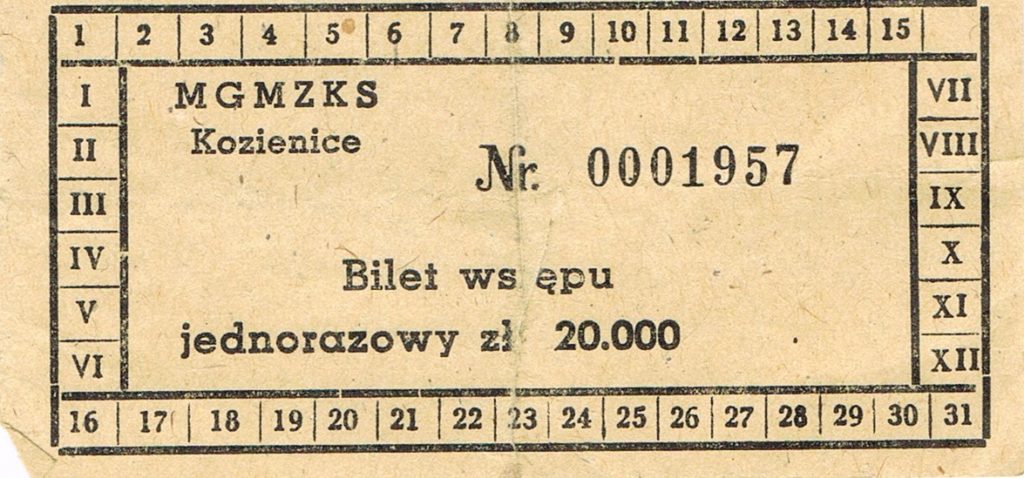 1 2 3 4 5 6 7 8 9 10 11 12 13 14 15
I VII
II VIII
III IX
IV X
V XI
VI XII
MGMZKS
Kozienice
Nr. 0001957
Bilet wstępu
jednorazowy zł 20.000
16 17 18 19 20 21 22 23 24 25 26 27 28 29 30 31